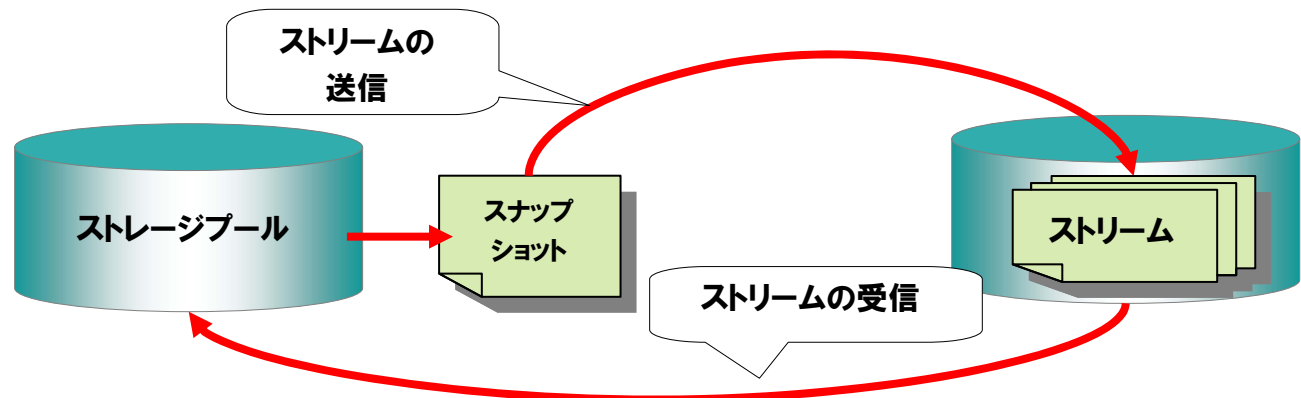 ストリームの
送信
ストレージプール
スナップ
ショット
ストリーム
ストリームの受信